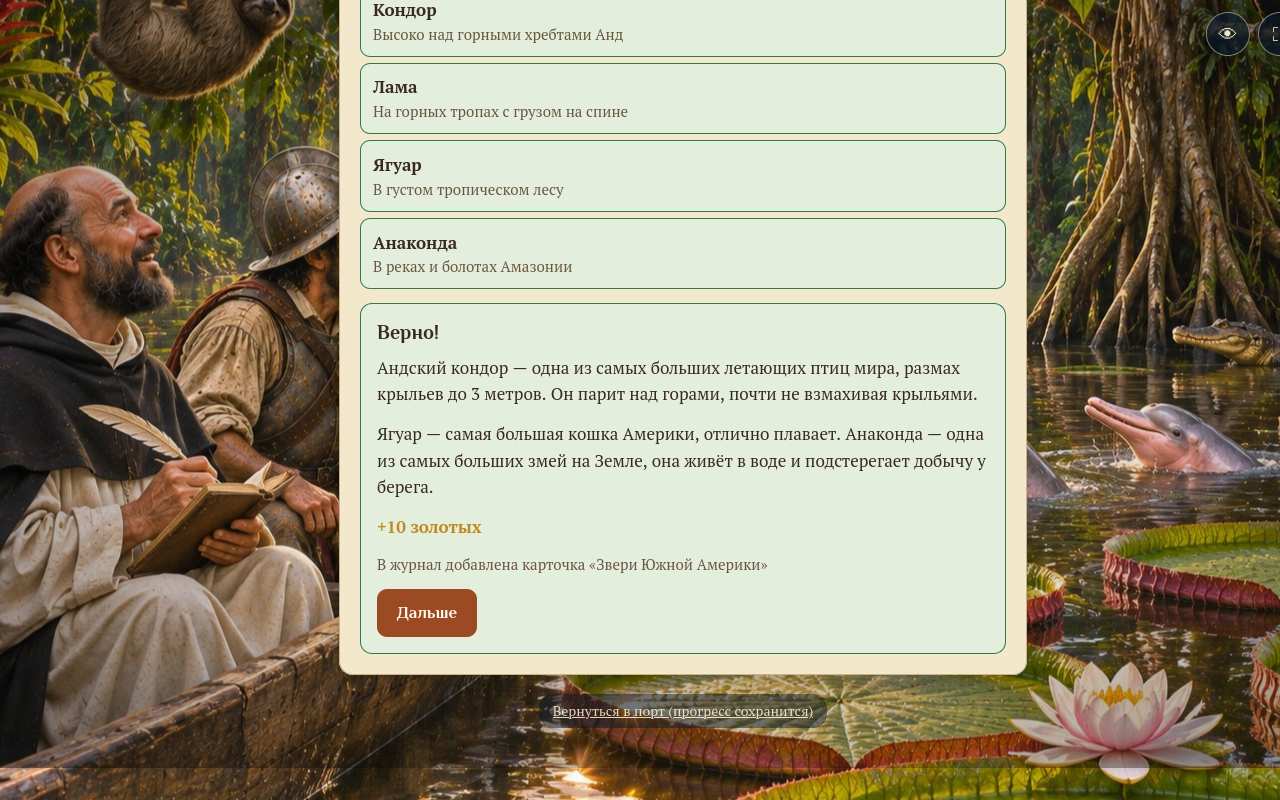 Кондор
Высоко над горными хребтами Анд
Лама
На горных тропах с грузом на спине
Ягуар
В густом тропическом лесу
Анаконда
В реках и болотах Амазонии
Верно!
Андский кондор — одна из самых больших летающих птиц мира, размах
крыльев до 3 метров. Он парит над горами, почти не взмахивая крыльями.
Ягуар — самая большая кошка Америки, отлично плавает. Анаконда — одна
из самых больших змей на Земле, она живёт в воде и подстерегает добычу у
берега.
+10 золотых
В журнал добавлена карточка «Звери Южной Америки»
Дальше
Вернуться в порт (прогресс сохранится)